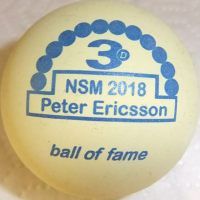 3D
NSM 2018
Peter Ericsson
ball of fame